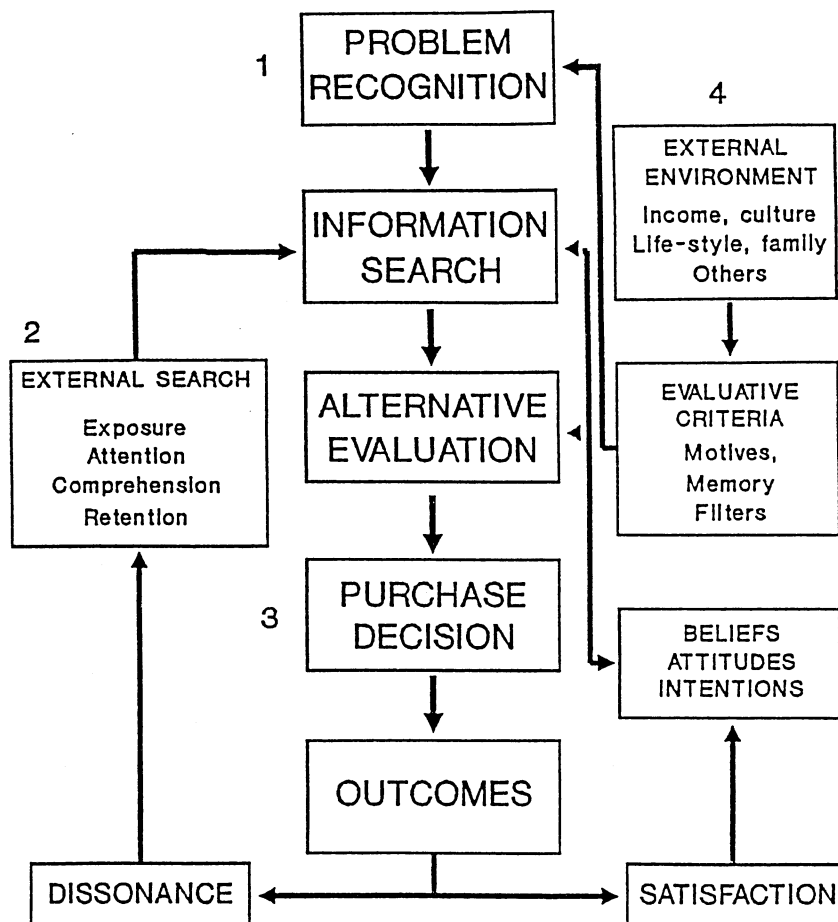 1
PROBLEM
RECOGNITION
4
EXTERNAL
ENVIRONMENT
Income, culture
Life-style, family
Others
INFORMATION
SEARCH
2
EXTERNAL SEARCH
Exposure
Attention
Comprehension
Retention
ALTERNATIVE
EVALUATION
EVALUATIVE
CRITERIA
Motives,
Memory
Filters
3
PURCHASE
DECISION
BELIEFS
ATTITUDES
INTENTIONS
OUTCOMES
DISSONANCE
SATISFACTION